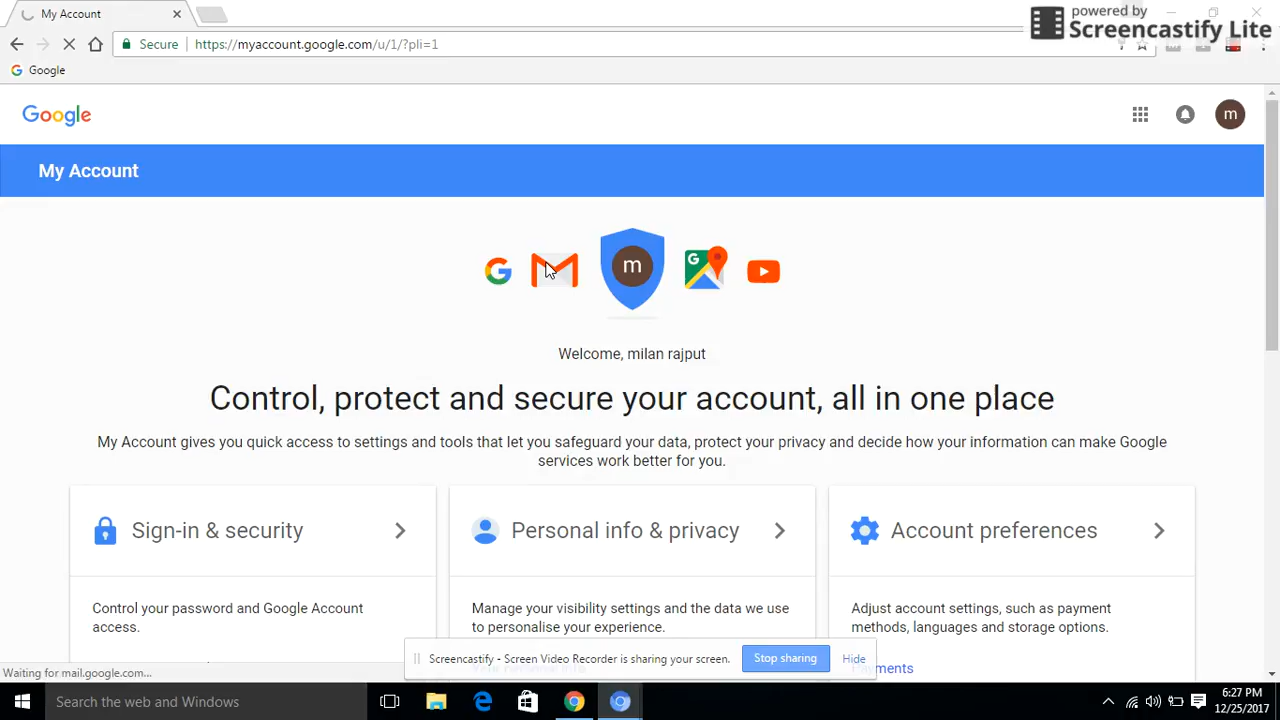 My Account
powered by
Screencastify Lite
Secure
https://myaccount.google.com/u/1/?pli=1
Google
Google
m
My Account
G
m
G
Welcome, milan rajput
Control, protect and secure your account, all in one place
My Account gives you quick access to settings and tools that let you safeguard your data, protect your privacy and decide how your information can make Google
services work better for you.
Sign-in & security
Personal info & privacy
Account preferences
Control your password and Google Account
access.
Manage your visibility settings and the data we use
to personalise your experience.
Adjust account settings, such as payment
methods, languages and storage options.
Screencastify - Screen Video Recorder is sharing your screen.
Stop sharing
Hide
Payments
Waiting for mail.google.com...
Search the web and Windows
6:27 PM
12/25/2017